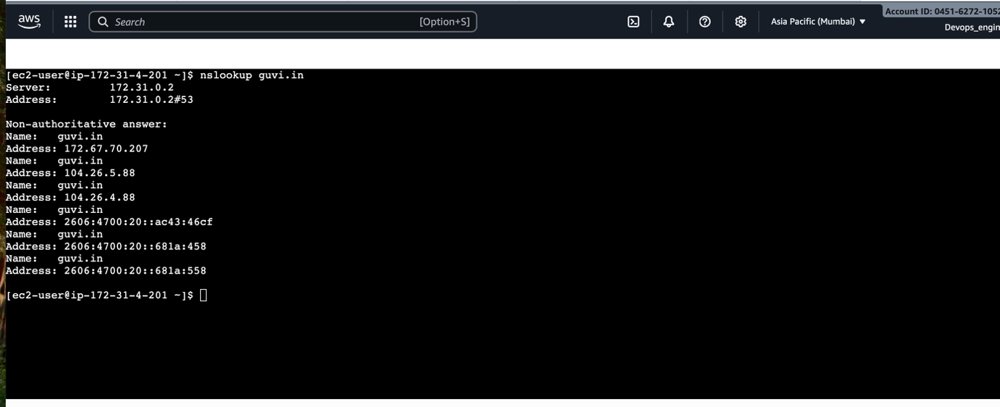 aws
Search [Option+S]
Asia Pacific (Mumbai)
Account ID: 0451-6272-1052
Devops_engin
[ec2-user@ip-172-31-4-201 ~]$ nslookup guvi.in
Server: 172.31.0.2
Address: 172.31.0.2#53
Non-authoritative answer:
Name: guvi.in
Address: 172.67.70.207
Name: guvi.in
Address: 104.26.5.88
Name: guvi.in
Address: 104.26.4.88
Name: guvi.in
Address: 2606:4700:20::ac43:46cf
Name: guvi.in
Address: 2606:4700:20::681a:458
Name: guvi.in
Address: 2606:4700:20::681a:558
[ec2-user@ip-172-31-4-201 ~]$